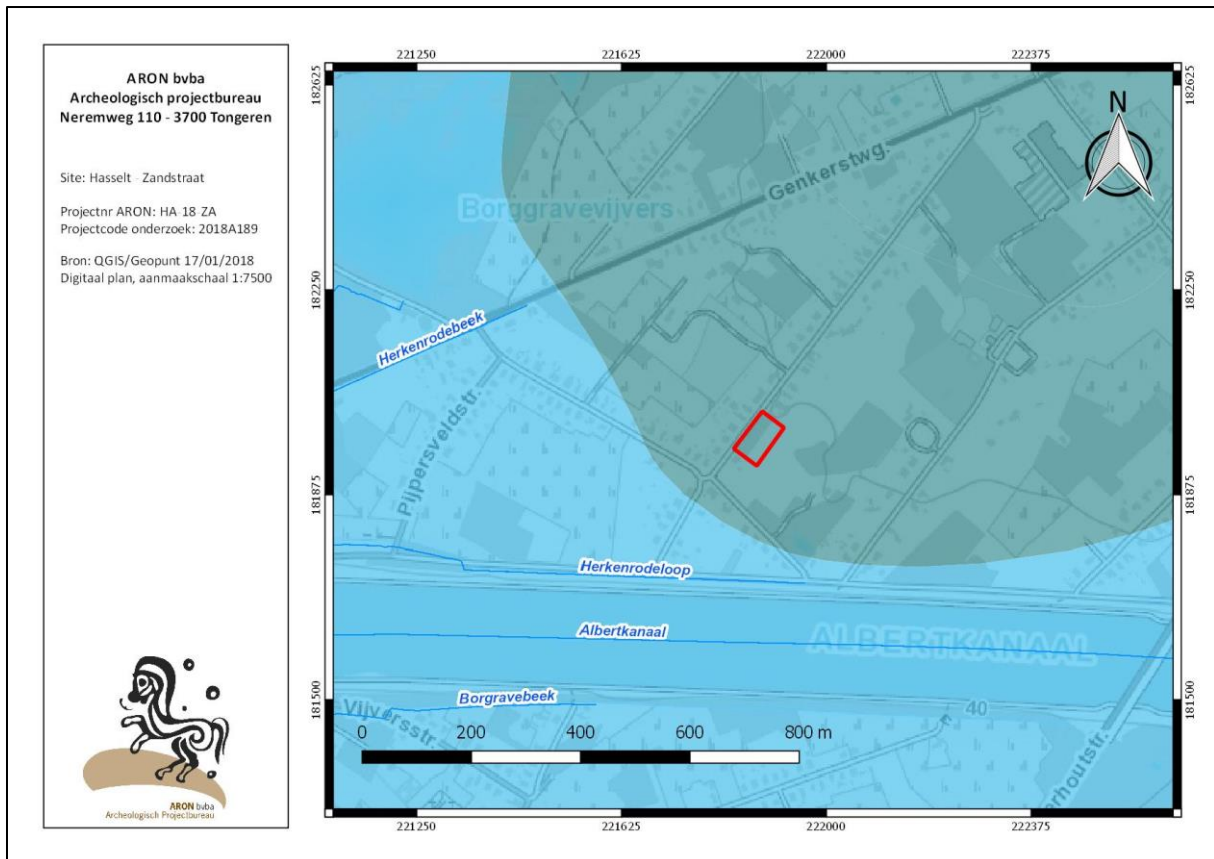 ARON bvba
Archeologisch projectbureau
Neremweg 110 - 3700 Tongeren
Site: Hasselt - Zandstraat
Projectnr ARON: HA-18-ZA
Projectcode onderzoek: 2018A189
Bron: QGIS/Geopunt 17/01/2018
Digitaal plan, aanmaakschaal 1:7500
ARON bvba
Archeologisch Projectbureau
221250 221625 222000 222375
182625 182625
N
Genkerstwg.
Borggravevijvers
182250 182250
Herkenrodebeek
Pijpersveldstr.
181875 181875
Herkenrodeloop
Albertkanaal
ALBERTKANAAL
Borgravebeek
181500 181500
Vijversstr.
40
erhoutstr.
0 200 400 600 800 m
221250 221625 222000 222375